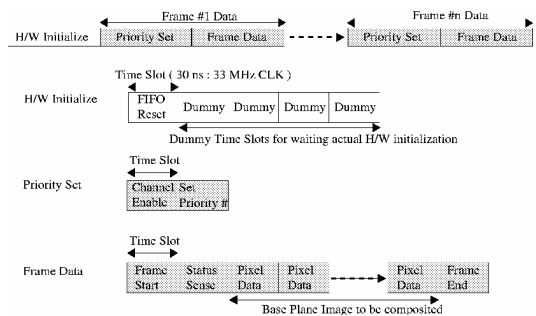 Frame #1 Data
Frame #n Data
H/W Initialize
Priority Set
Frame Data
Priority Set
Frame Data
Time Slot ( 30 ns : 33 MHz CLK )
H/W Initialize
FIFO Reset
Dummy
Dummy
Dummy
Dummy
Dummy Time Slots for waiting actual H/W initialization
Time Slot
Priority Set
Channel Enable
Set Priority #
Time Slot
Frame Data
Frame Start
Status Sense
Pixel Data
Pixel Data
Pixel Data
Frame End
Base Plane Image to be composited